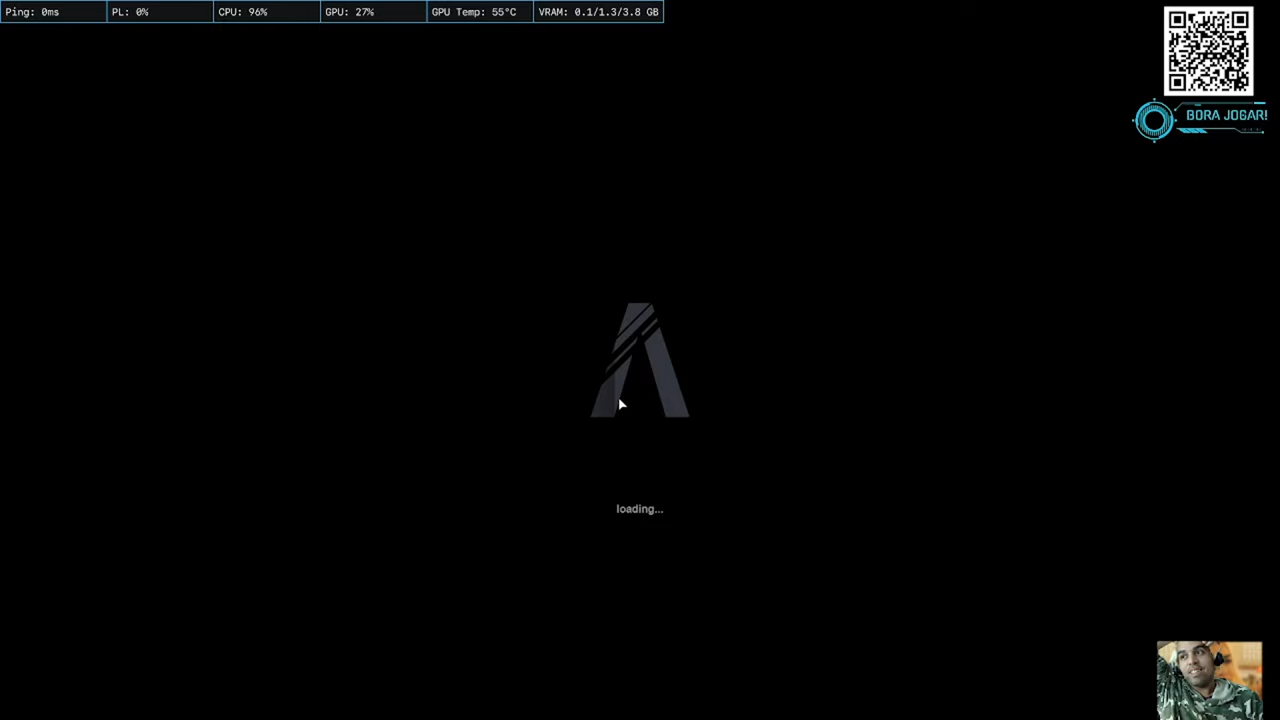 Ping: 0ms PL: 0% CPU: 96% GPU: 27% GPU Temp: 55°C VRAM: 0.1/1.3/3.8 GB
BORA JOGAR!
loading...